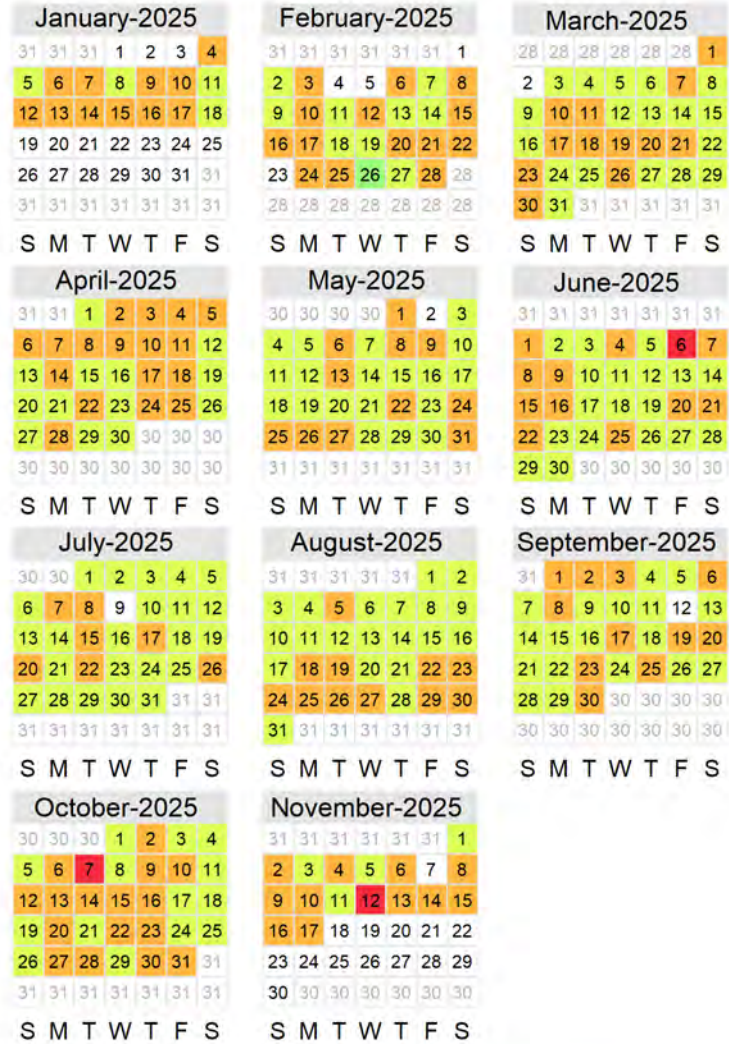 January-2025
31 31 31 1 2 3 4
5 6 7 8 9 10 11
12 13 14 15 16 17 18
19 20 21 22 23 24 25
26 27 28 29 30 31 31
31 31 31 31 31 31 31
S M T W T F S
February-2025
31 31 31 31 31 31 1
2 3 4 5 6 7 8
9 10 11 12 13 14 15
16 17 18 19 20 21 22
23 24 25 26 27 28 28
28 28 28 28 28 28 28
S M T W T F S
March-2025
28 28 28 28 28 28 1
2 3 4 5 6 7 8
9 10 11 12 13 14 15
16 17 18 19 20 21 22
23 24 25 26 27 28 29
30 31 31 31 31 31 31
S M T W T F S
April-2025
31 31 1 2 3 4 5
6 7 8 9 10 11 12
13 14 15 16 17 18 19
20 21 22 23 24 25 26
27 28 29 30 30 30 30
30 30 30 30 30 30 30
S M T W T F S
May-2025
30 30 30 30 1 2 3
4 5 6 7 8 9 10
11 12 13 14 15 16 17
18 19 20 21 22 23 24
25 26 27 28 29 30 31
31 31 31 31 31 31 31
S M T W T F S
June-2025
31 31 31 31 31 31 31
1 2 3 4 5 6 7
8 9 10 11 12 13 14
15 16 17 18 19 20 21
22 23 24 25 26 27 28
29 30 30 30 30 30 30
S M T W T F S
July-2025
30 30 1 2 3 4 5
6 7 8 9 10 11 12
13 14 15 16 17 18 19
20 21 22 23 24 25 26
27 28 29 30 31 31 31
31 31 31 31 31 31 31
S M T W T F S
August-2025
31 31 31 31 31 1 2
3 4 5 6 7 8 9
10 11 12 13 14 15 16
17 18 19 20 21 22 23
24 25 26 27 28 29 30
31 31 31 31 31 31 31
S M T W T F S
September-2025
31 1 2 3 4 5 6
7 8 9 10 11 12 13
14 15 16 17 18 19 20
21 22 23 24 25 26 27
28 29 30 30 30 30 30
30 30 30 30 30 30 30
S M T W T F S
October-2025
30 30 30 1 2 3 4
5 6 7 8 9 10 11
12 13 14 15 16 17 18
19 20 21 22 23 24 25
26 27 28 29 30 31 31
31 31 31 31 31 31 31
S M T W T F S
November-2025
31 31 31 31 31 31 1
2 3 4 5 6 7 8
9 10 11 12 13 14 15
16 17 18 19 20 21 22
23 24 25 26 27 28 29
30 30 30 30 30 30 30
S M T W T F S